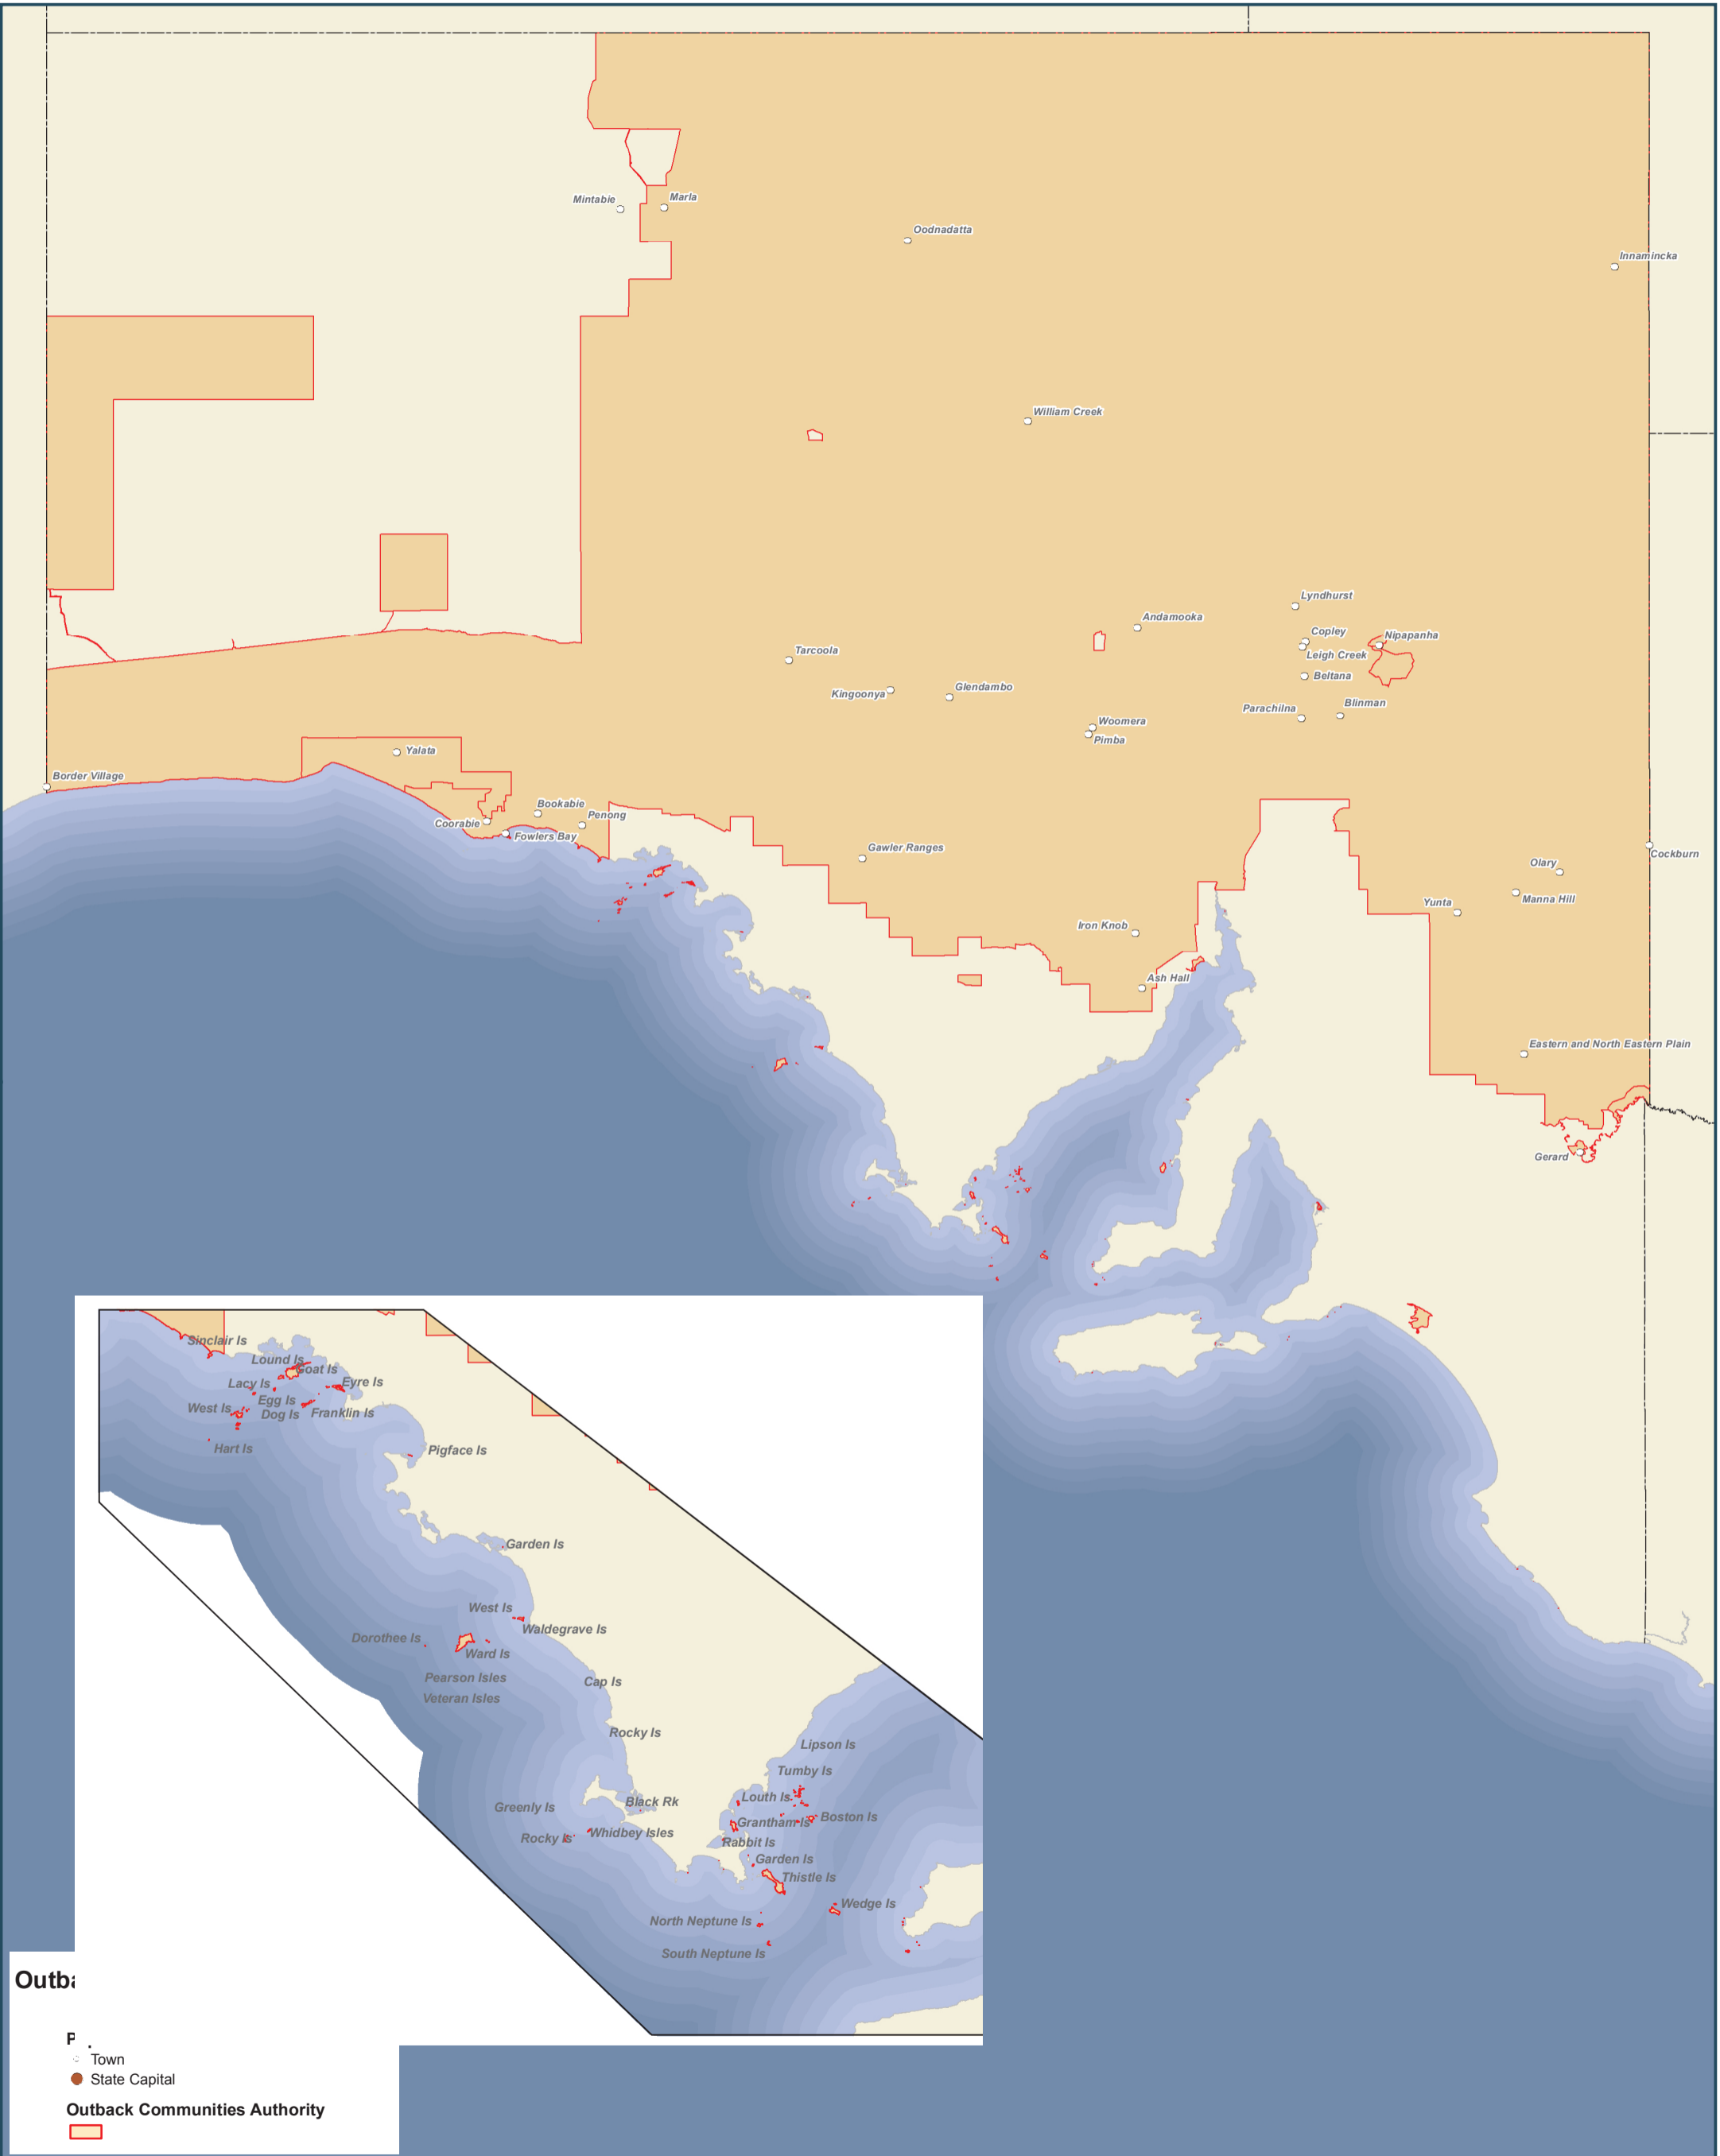 Mintabie
Marla
Oodnadatta
Innamincka
William Creek
Lyndhurst
Andamooka
Copley
Nipapanha
Leigh Creek
Tarcoola
Beltana
Kingoonya
Glendambo
Blinman
Parachilna
Woomera
Pimba
Yalata
Border Village
Bookabie
Penong
Coorabie
Fowlers Bay
Gawler Ranges
Cockburn
Olary
Manna Hill
Yunta
Iron Knob
Ash Hall
Eastern and North Eastern Plain
Gerard
Sinclair Is
Lound Is
Goat Is
Lacy Is
Eyre Is
Egg Is
West Is
Dog Is
Franklin Is
Hart Is
Pigface Is
Garden Is
West Is
Waldegrave Is
Dorothee Is
Ward Is
Pearson Isles
Cap Is
Veteran Isles
Rocky Is
Lipson Is
Tumby Is
Louth Is
Black Rk
Greenly Is
Boston Is
Grantham Is
Whidbey Isles
Rocky Is
Rabbit Is
Garden Is
Thistle Is
Wedge Is
North Neptune Is
South Neptune Is
Town
State Capital
Outback Communities Authority